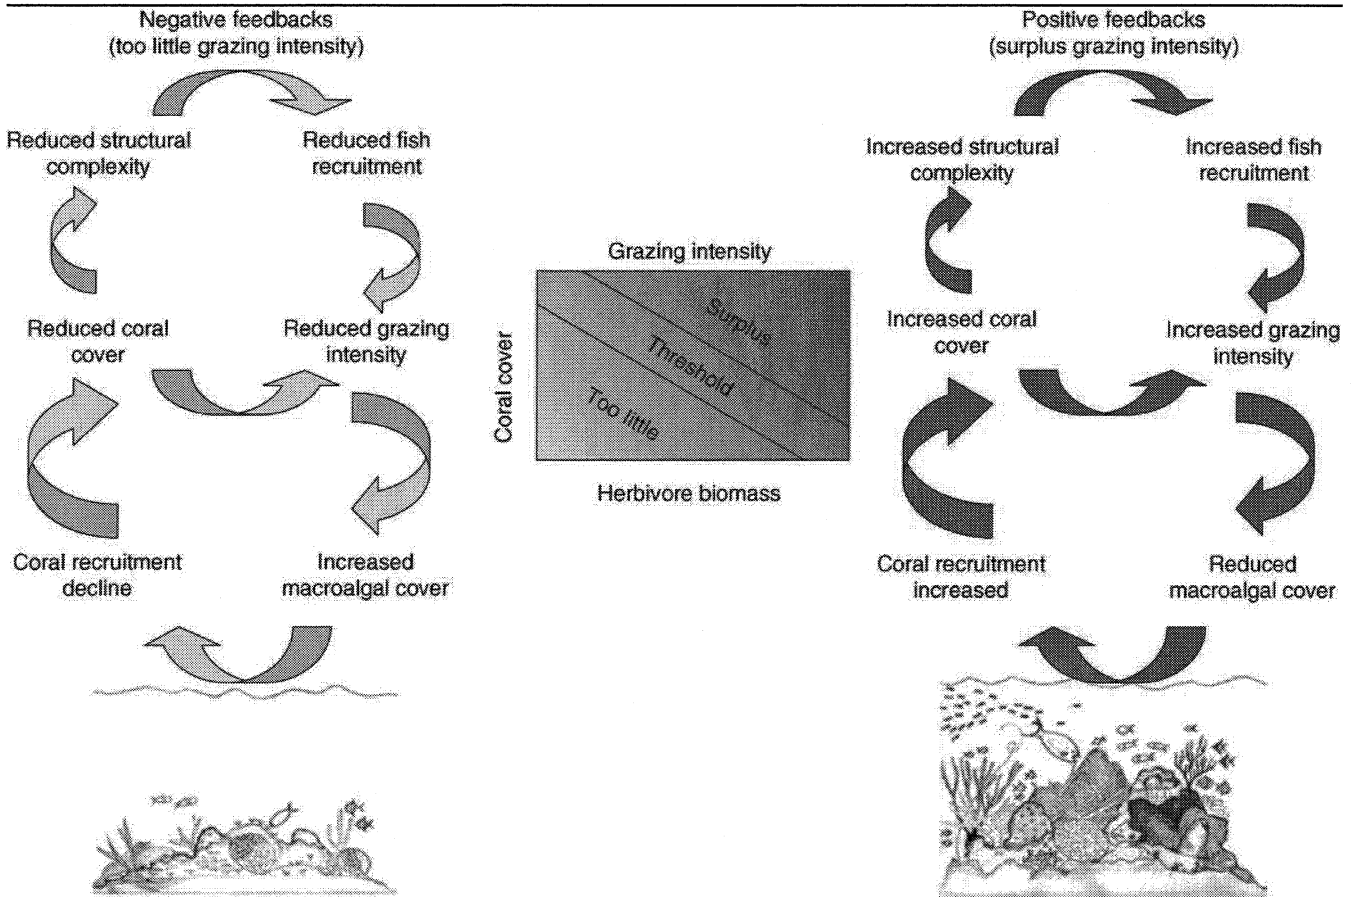 Negative feedbacks
(too little grazing intensity)
Reduced structural
complexity
Reduced fish
recruitment
Reduced coral
cover
Reduced grazing
intensity
Coral recruitment
decline
Increased
macroalgal cover
Grazing intensity
Coral cover
Surplus
Threshold
Too little
Herbivore biomass
Positive feedbacks
(surplus grazing intensity)
Increased structural
complexity
Increased fish
recruitment
Increased coral
cover
Increased grazing
intensity
Coral recruitment
increased
Reduced
macroalgal cover